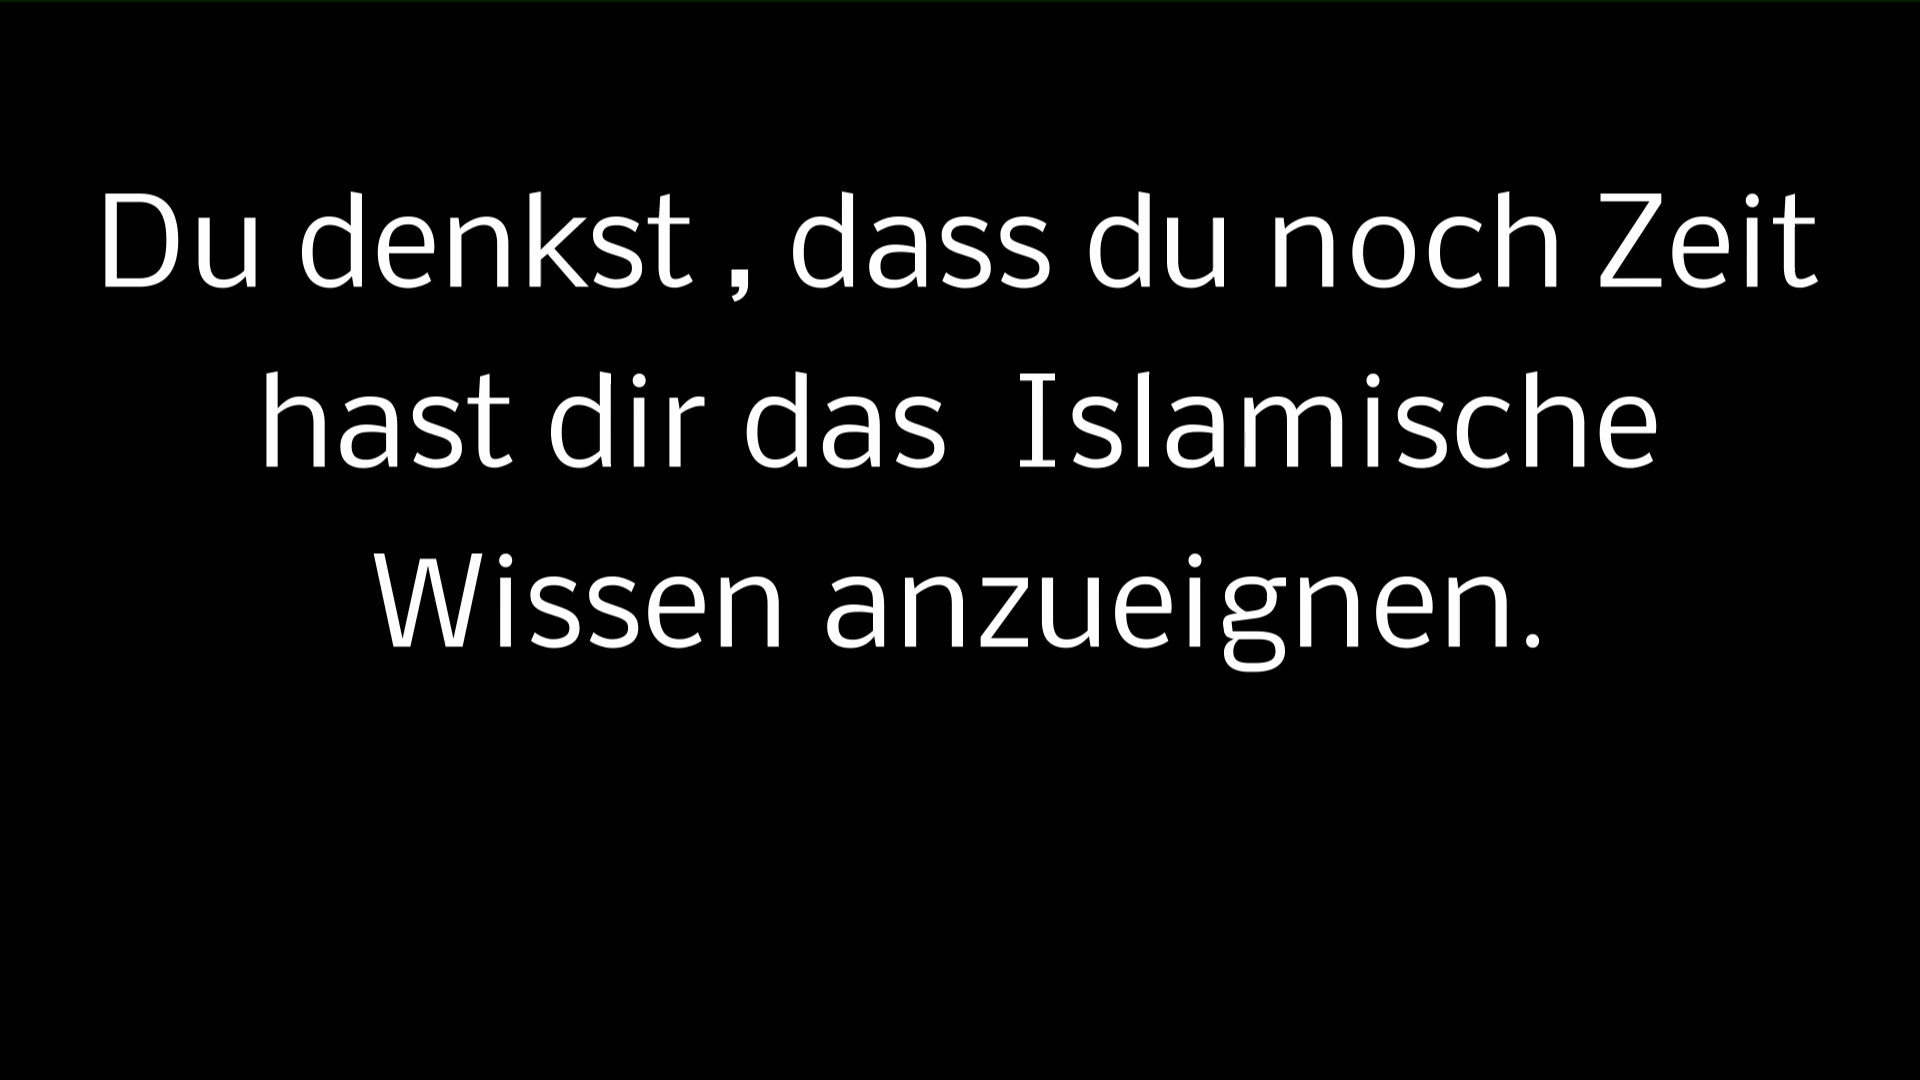 Du denkst , dass du noch Zeit
hast dir das  Islamische
Wissen anzueignen.